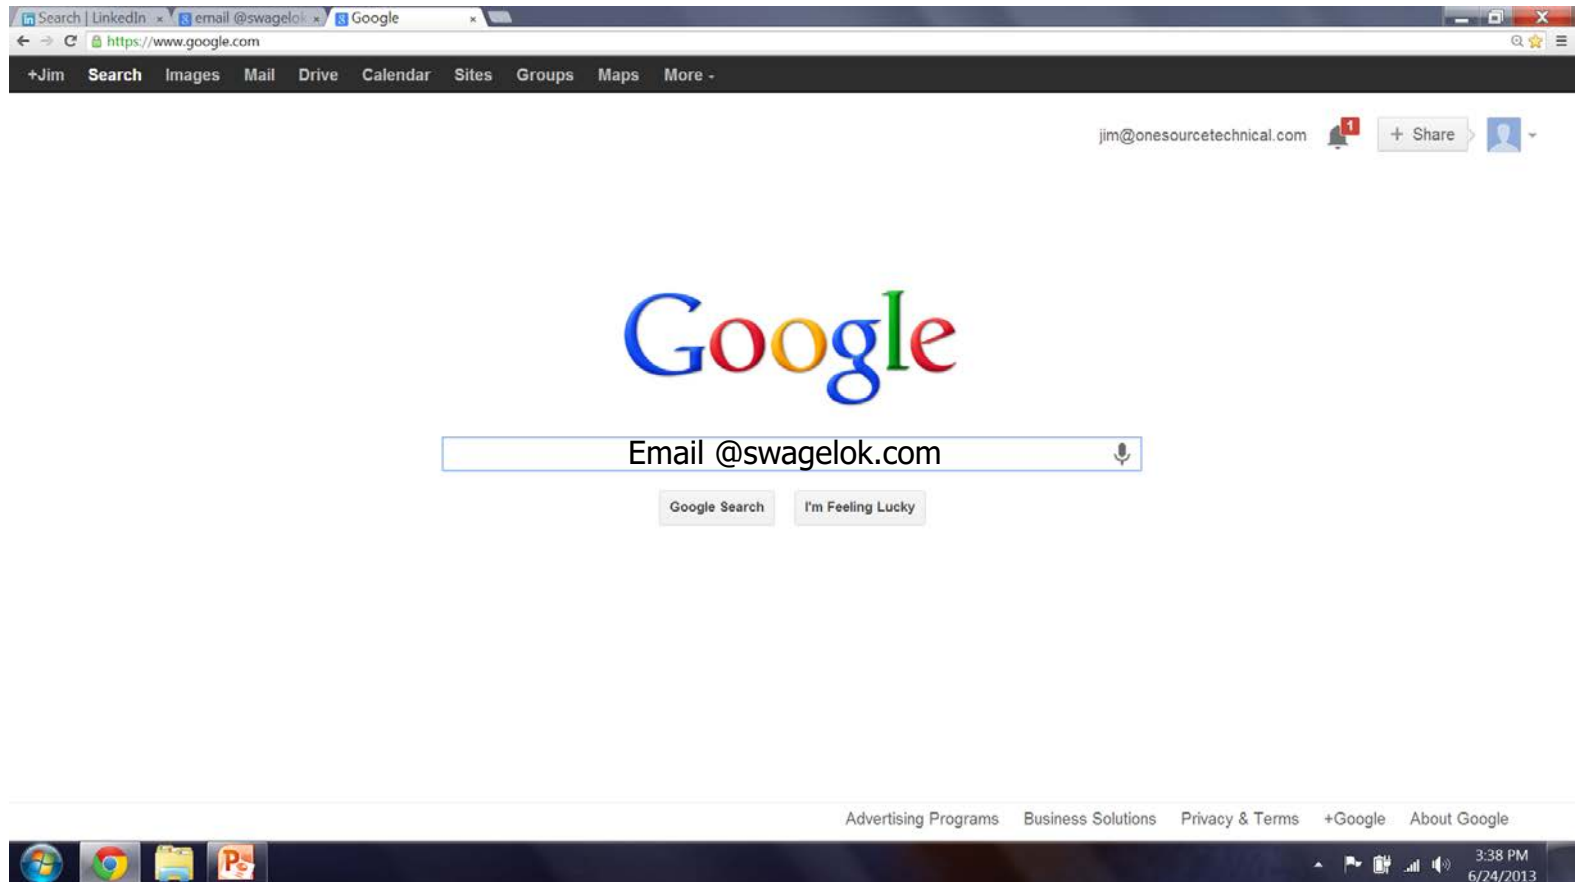 Search | LinkedIn
email @swagelok
Google
https://www.google.com
+Jim Search Images Mail Drive Calendar Sites Groups Maps More
jim@onesourcetechnical.com 1 + Share
Google
Email @swagelok.com
Google Search I'm Feeling Lucky
Advertising Programs Business Solutions Privacy & Terms +Google About Google
3:38 PM
6/24/2013